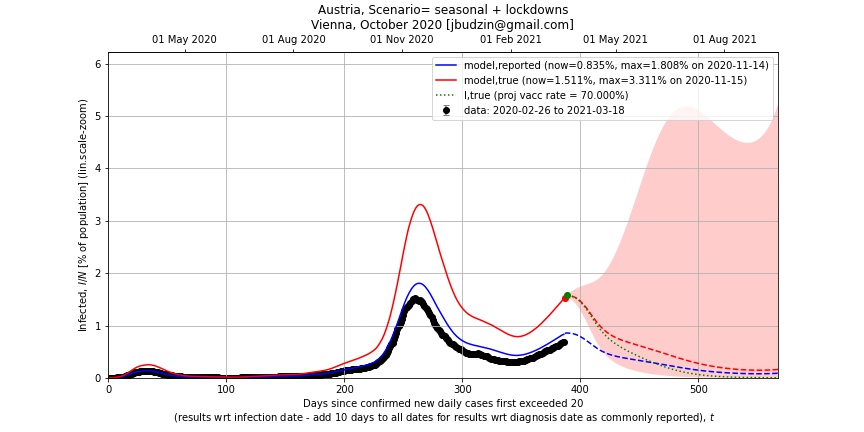 Austria, Scenario= seasonal + lockdowns
Vienna, October 2020 [jbudzin@gmail.com]
01 May 2020 01 Aug 2020 01 Nov 2020 01 Feb 2021 01 May 2021 01 Aug 2021
model,reported (now=0.835%, max=1.808% on 2020-11-14)
model,true (now=1.511%, max=3.311% on 2020-11-15)
I,true (proj vacc rate = 70.000%)
data: 2020-02-26 to 2021-03-18
6
5
4
3
2
1
0
Infected, I/N [% of population] (lin.scale-zoom)
0 100 200 300 400 500
Days since confirmed new daily cases first exceeded 20
(results wrt infection date - add 10 days to all dates for results wrt diagnosis date as commonly reported), t